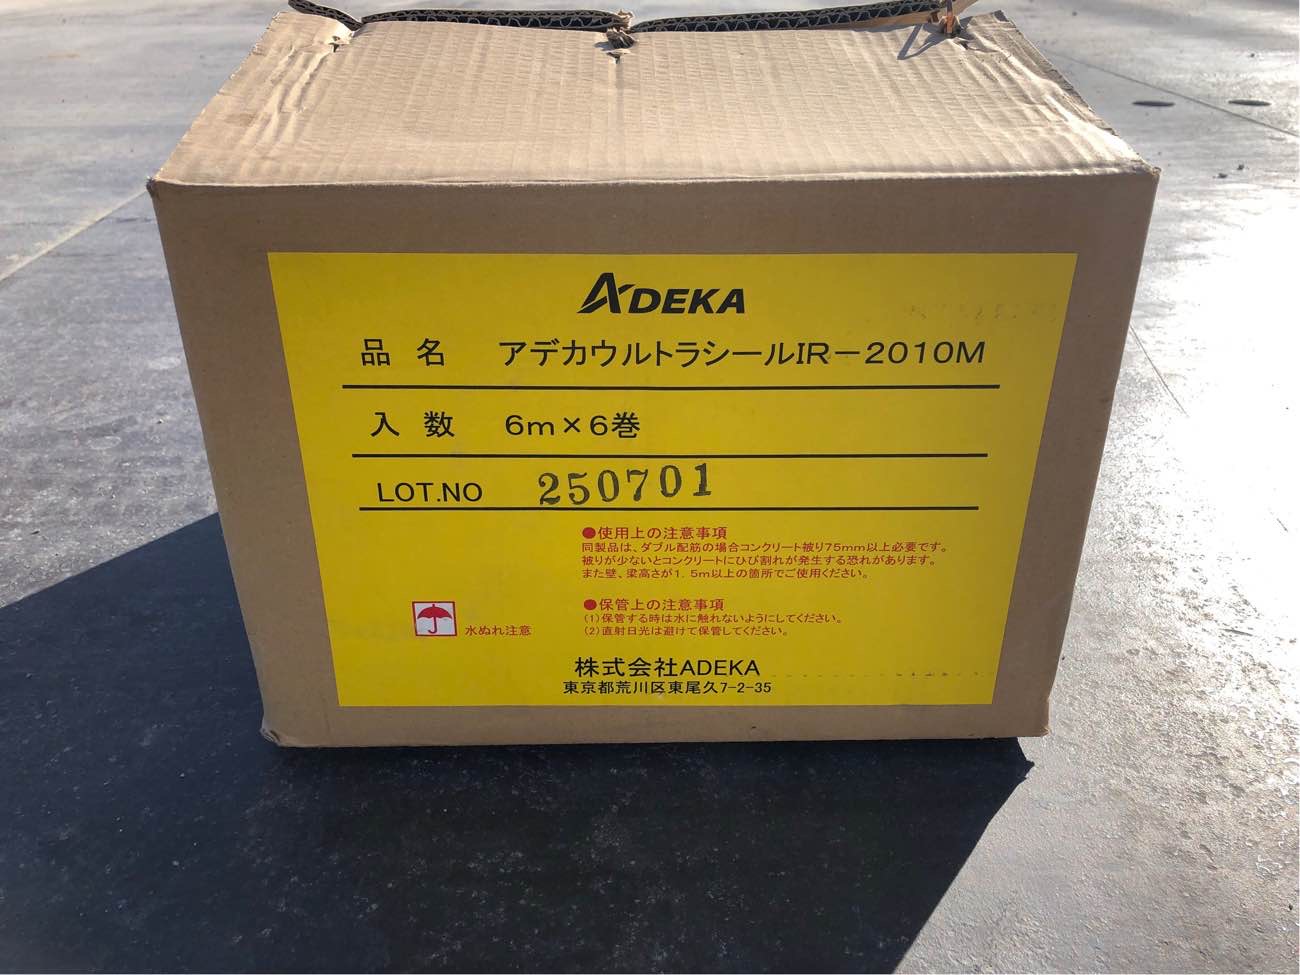 ADEKA
品名 アデカウルトラシールIR－2010M
入数 6m×6巻
LOT.NO 250701
●使用上の注意事項
同製品は、ダブル配筋の場合コンクリート被り75mm以上必要です。
被りが少ないとコンクリートにひび割れが発生する恐れがあります。
また壁、梁高さが1.5m以上の箇所でご使用ください。
●保管上の注意事項
(1)保管する時は水に触れないようにしてください。
(2)直射日光は避けて保管してください。
水ぬれ注意
株式会社ADEKA
東京都荒川区東尾久7-2-35